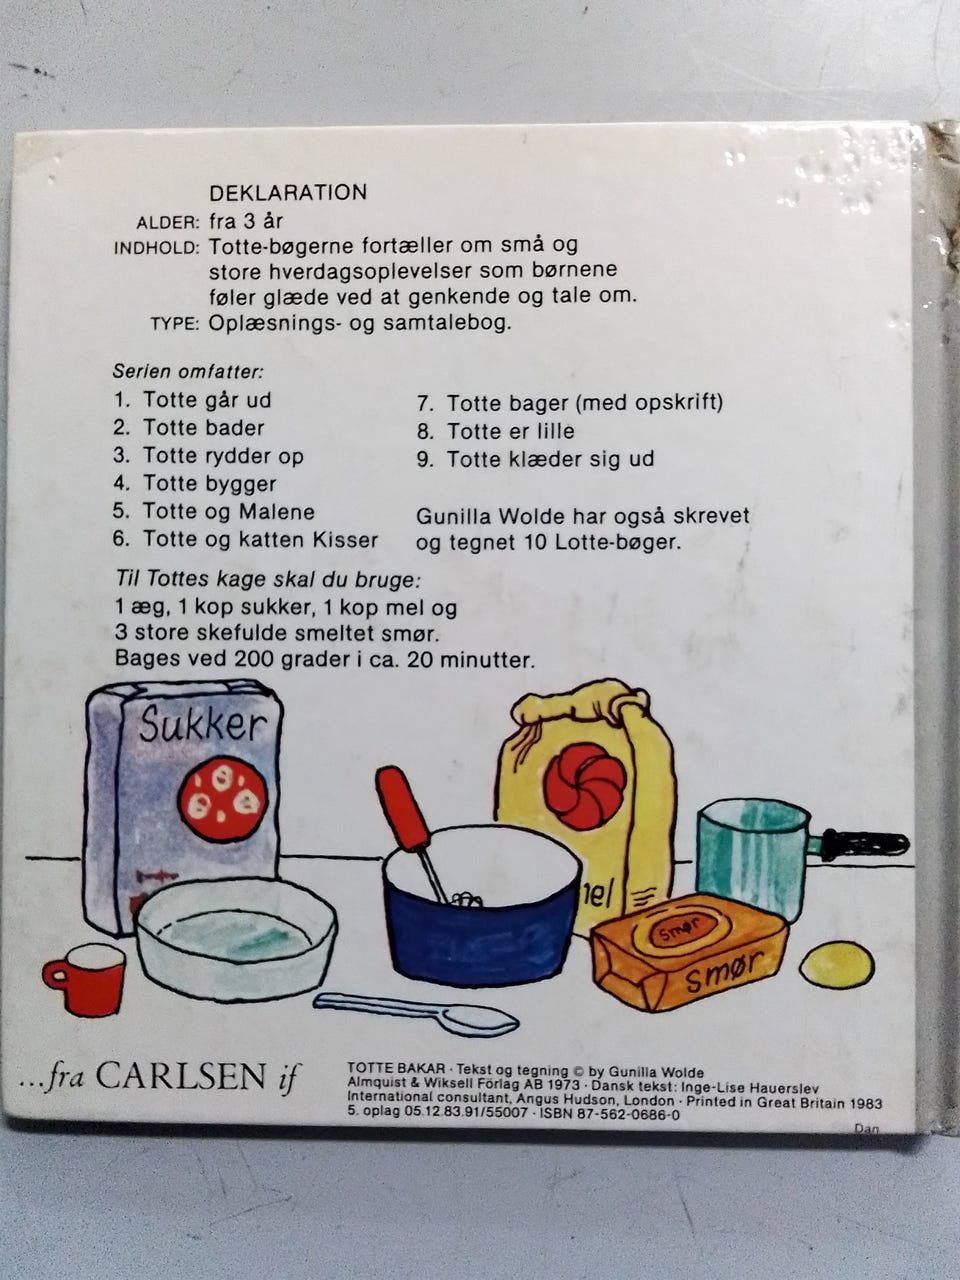 DEKLARATION
ALDER: fra 3 år
INDHOLD: Totte-bøgerne fortæller om små og
store hverdagsoplevelser som børnene
føler glæde ved at genkende og tale om.
TYPE: Oplæsnings- og samtalebog.
Serien omfatter:
1. Totte går ud
2. Totte bader
3. Totte rydder op
4. Totte bygger
5. Totte og Malene
6. Totte og katten Kisser
7. Totte bager (med opskrift)
8. Totte er lille
9. Totte klæder sig ud
Gunilla Wolde har også skrevet
og tegnet 10 Lotte-bøger.
Til Tottes kage skal du bruge:
1 æg, 1 kop sukker, 1 kop mel og
3 store skefulde smeltet smør.
Bages ved 200 grader i ca. 20 minutter.
Sukker
el
smør
smør
...fra CARLSEN if
TOTTE BAKAR · Tekst og tegning © by Gunilla Wolde
Almquist & Wiksell Förlag AB 1973 · Dansk tekst: Inge-Lise Hauerslev
International consultant, Angus Hudson, London · Printed in Great Britain 1983
5. oplag 05.12.83.91/55007 · ISBN 87-562-0686-0
Dan